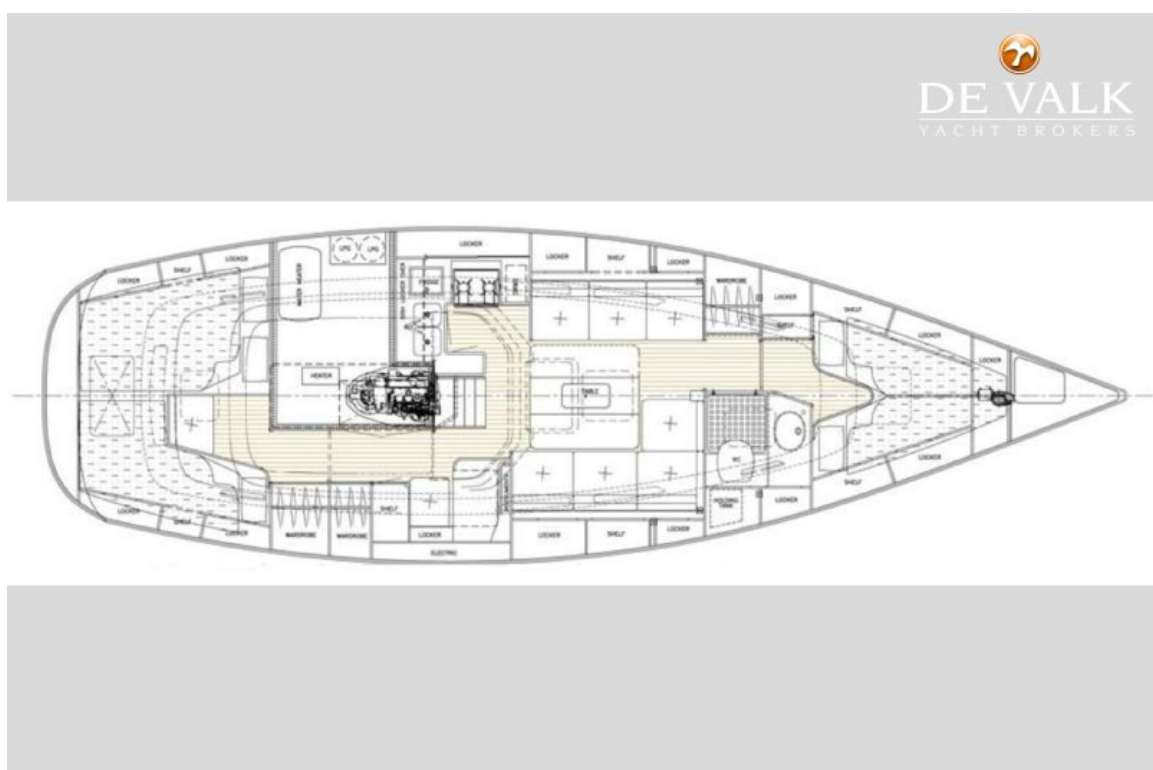 DE VALK
YACHT BROKERS
LOCKER
SHELF
LOCKER
WATER HEATER
LPG
LPG
LOCKER
LOCKER
SHELF
LOCKER
WARDROBE
LOCKER
SHELF
SHELF
LOCKER
LOCKER
HEATER
TABLE
WC
HOLDING TANK
LOCKER
SHELF
LOCKER
LOCKER
SHELF
LOCKER
WARDROBE
WARDROBE
SHELF
LOCKER
ELECTRIC
LOCKER
SHELF
LOCKER